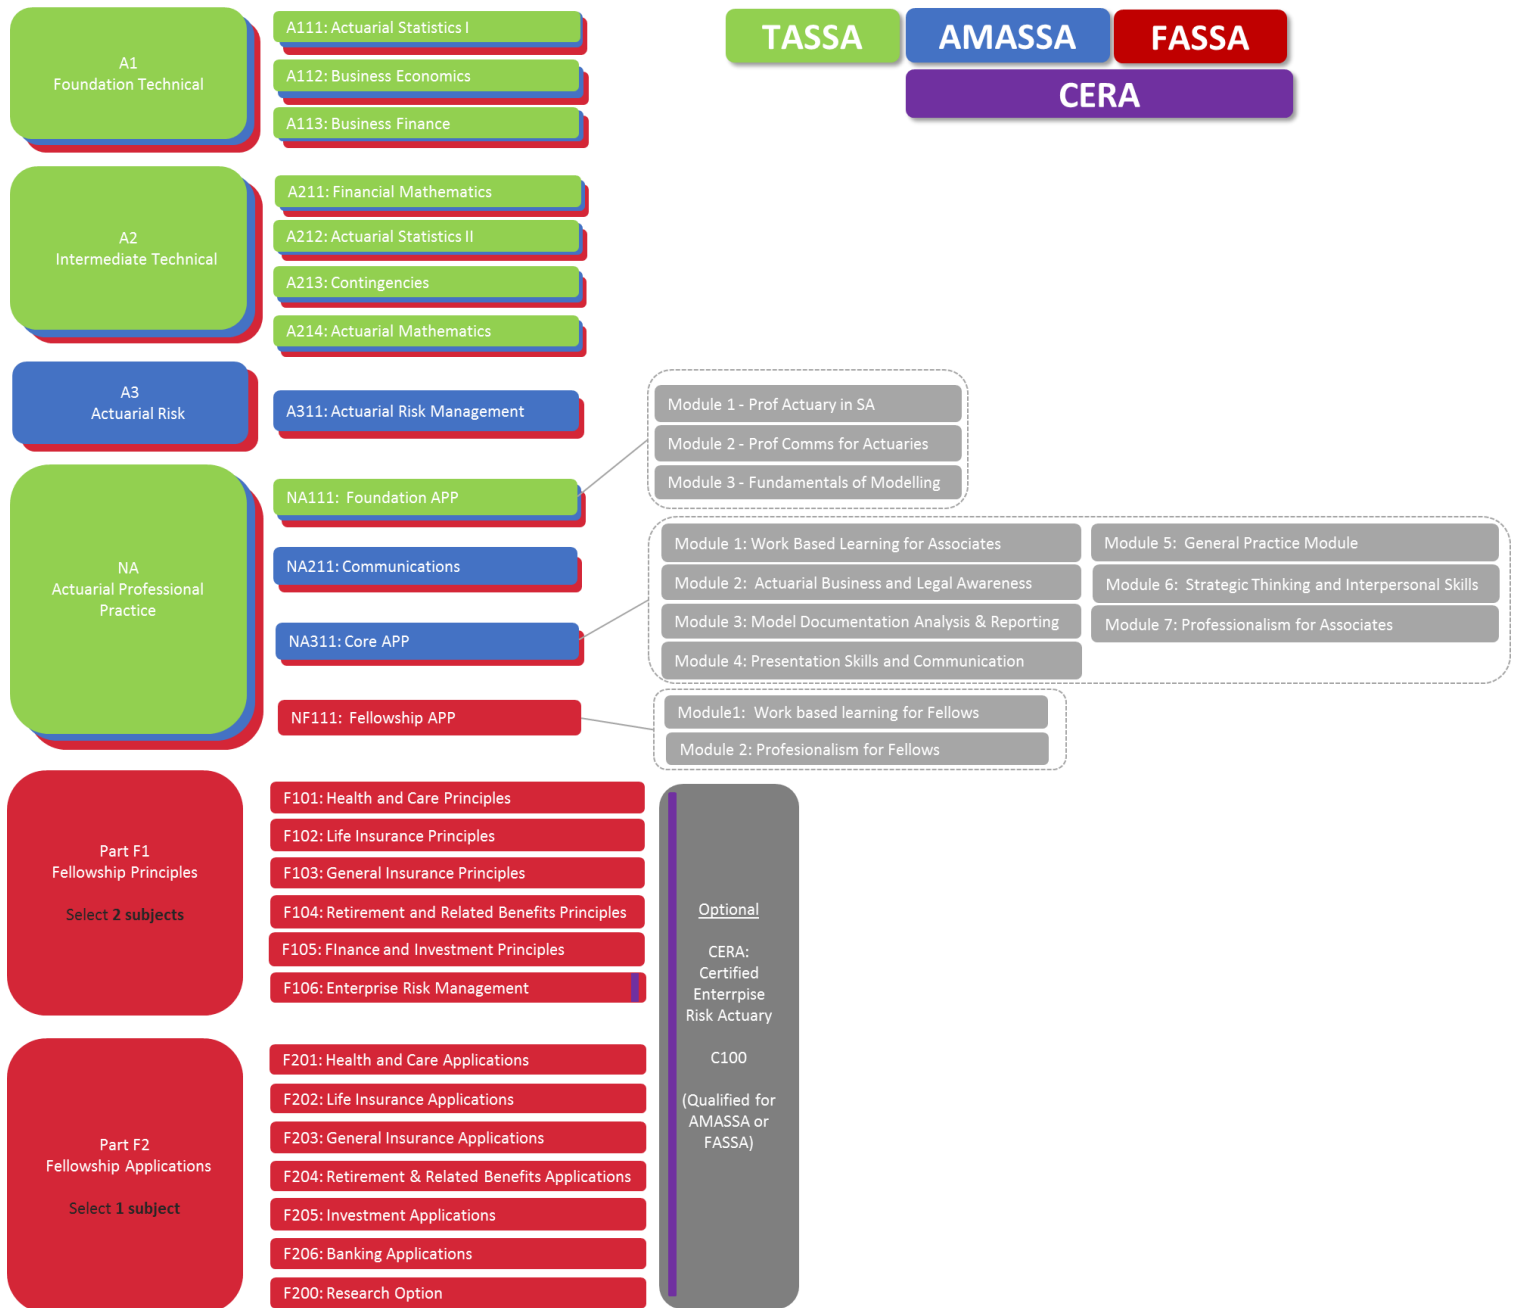 TASSA
AMASSA
FASSA
CERA
A1
Foundation Technical
A111: Actuarial Statistics I
A112: Business Economics
A113: Business Finance
A2
Intermediate Technical
A211: Financial Mathematics
A212: Actuarial Statistics II
A213: Contingencies
A214: Actuarial Mathematics
A3
Actuarial Risk
A311: Actuarial Risk Management
NA
Actuarial Professional
Practice
NA111:  Foundation APP
Module 1 - Prof Actuary in SA
Module 2 - Prof Comms for Actuaries
Module 3 - Fundamentals of Modelling
NA211: Communications
NA311: Core APP
Module 1: Work Based Learning for Associates
Module 2:  Actuarial Business and Legal Awareness
Module 3: Model Documentation Analysis & Reporting
Module 4: Presentation Skills and Communication
Module 5:  General Practice Module
Module 6:  Strategic Thinking and Interpersonal Skills
Module 7: Professionalism for Associates
NF111:  Fellowship APP
Module1:  Work based learning for Fellows
Module 2: Profesionalism for Fellows
Part F1
Fellowship Principles
Select 2 subjects
F101: Health and Care Principles
F102: Life Insurance Principles
F103: General Insurance Principles
F104: Retirement and Related Benefits Principles
F105: FInance and Investment Principles
F106: Enterprise Risk Management
Part F2
Fellowship Applications
Select 1 subject
F201: Health and Care Applications
F202: Life Insurance Applications
F203: General Insurance Applications
F204: Retirement & Related Benefits Applications
F205: Investment Applications
F206: Banking Applications
F200: Research Option
Optional
CERA:
Certified
Enterrpise
Risk Actuary
C100
(Qualified for
AMASSA or
FASSA)